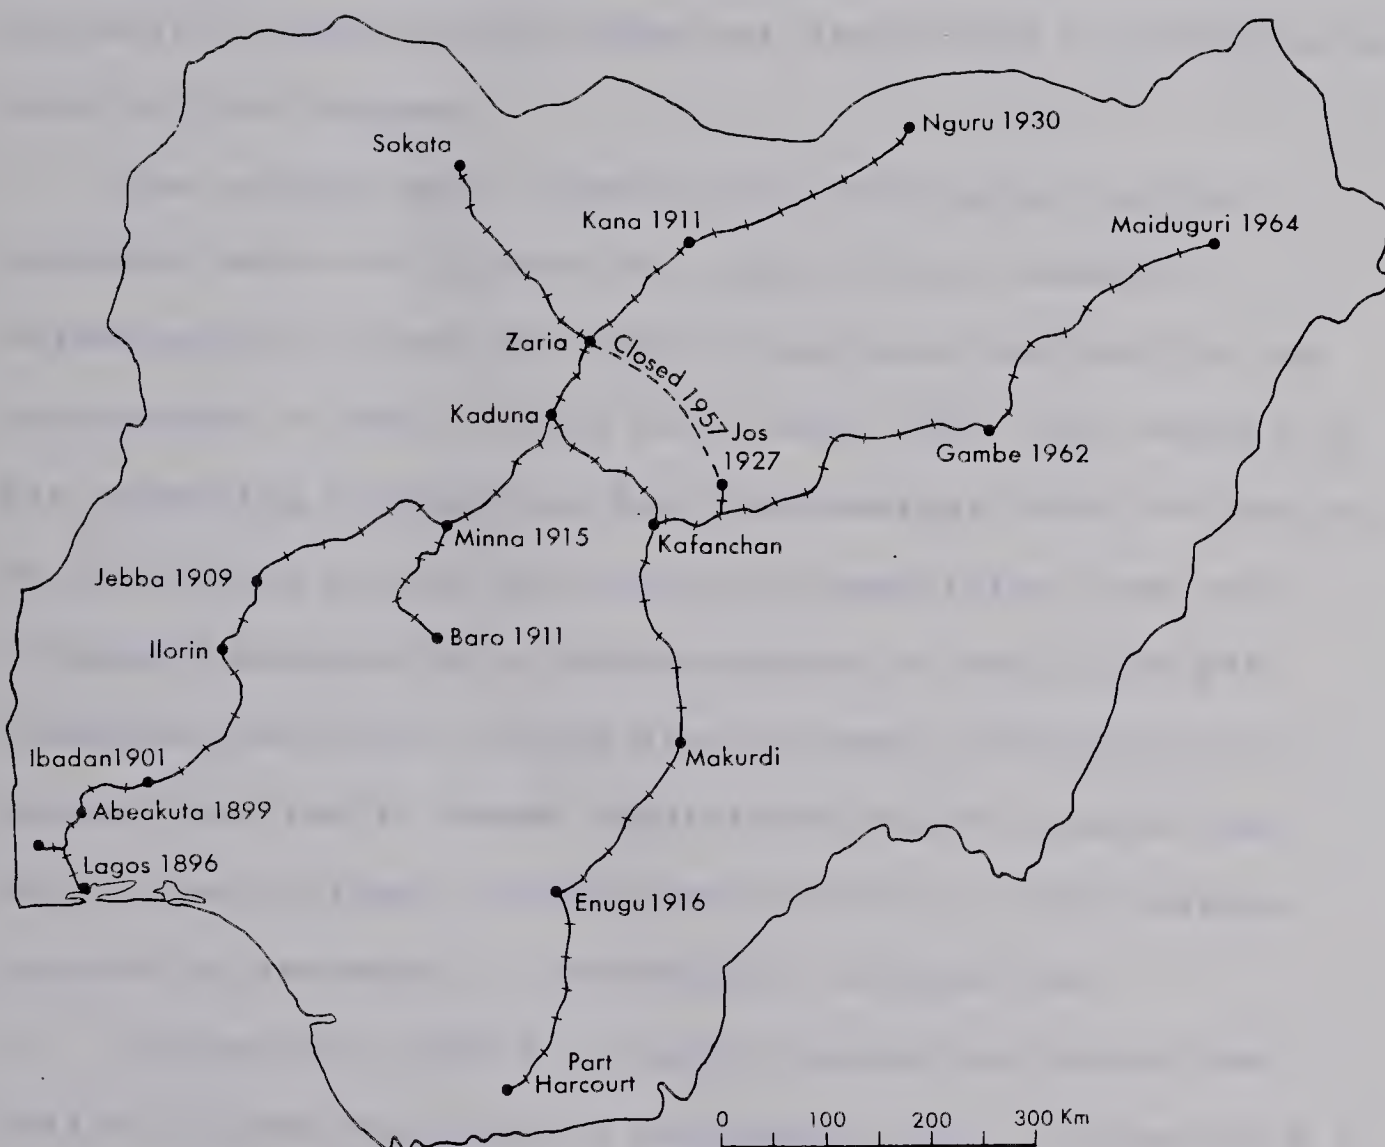 Nguru 1930
Sokata
Kana 1911
Maiduguri 1964
Zaria
Closed 1957
Kaduna
Jos
1927
Gambe 1962
Minna 1915
Kafanchan
Jebba 1909
Baro 1911
Ilorin
Makurdi
Ibadan1901
Abeakuta 1899
Lagos 1896
Enugu 1916
Part
Harcourt
0 100 200 300 Km